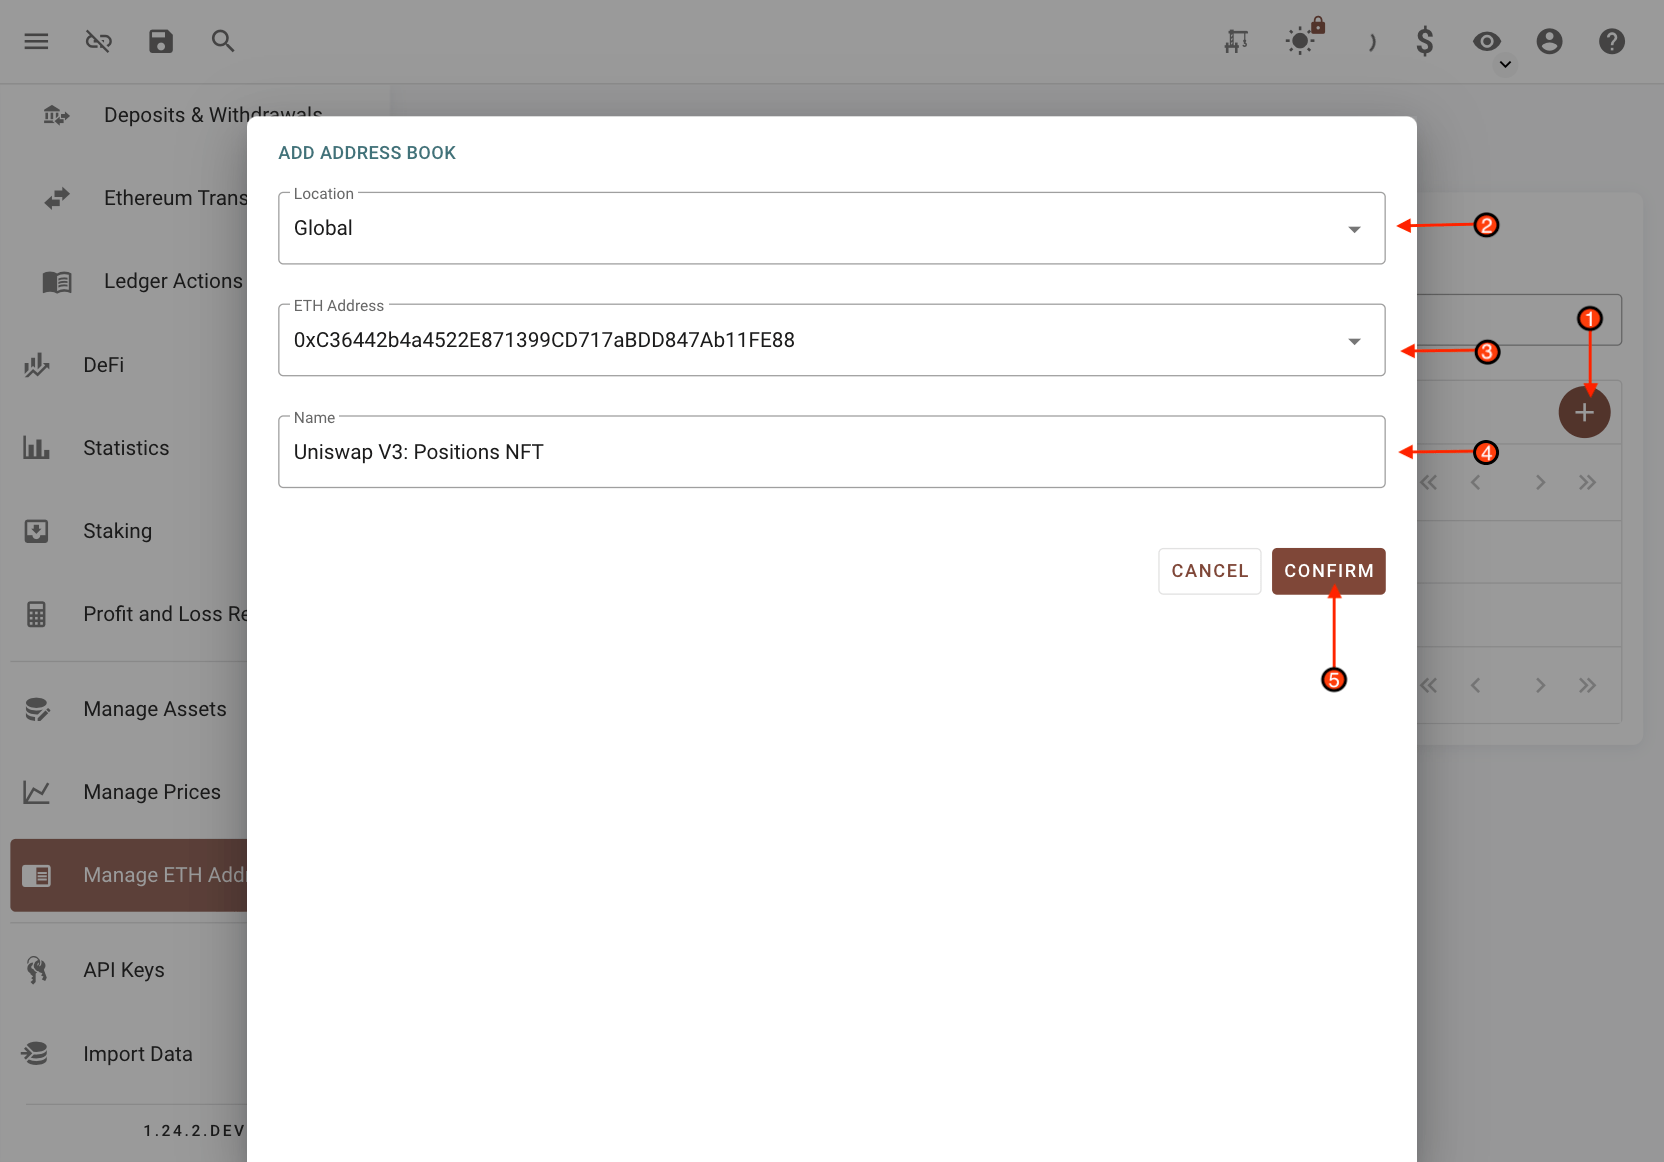 Deposits & Withdrawals
Ethereum Trans
Ledger Actions
DeFi
Statistics
Staking
Profit and Loss Re
Manage Assets
Manage Prices
Manage ETH Addr
API Keys
Import Data
1.24.2.DEV
ADD ADDRESS BOOK
Location
Global
2
ETH Address
0xC36442b4a4522E871399CD717aBDD847Ab11FE88
1
3
Name
Uniswap V3: Positions NFT
4
CANCEL
CONFIRM
5